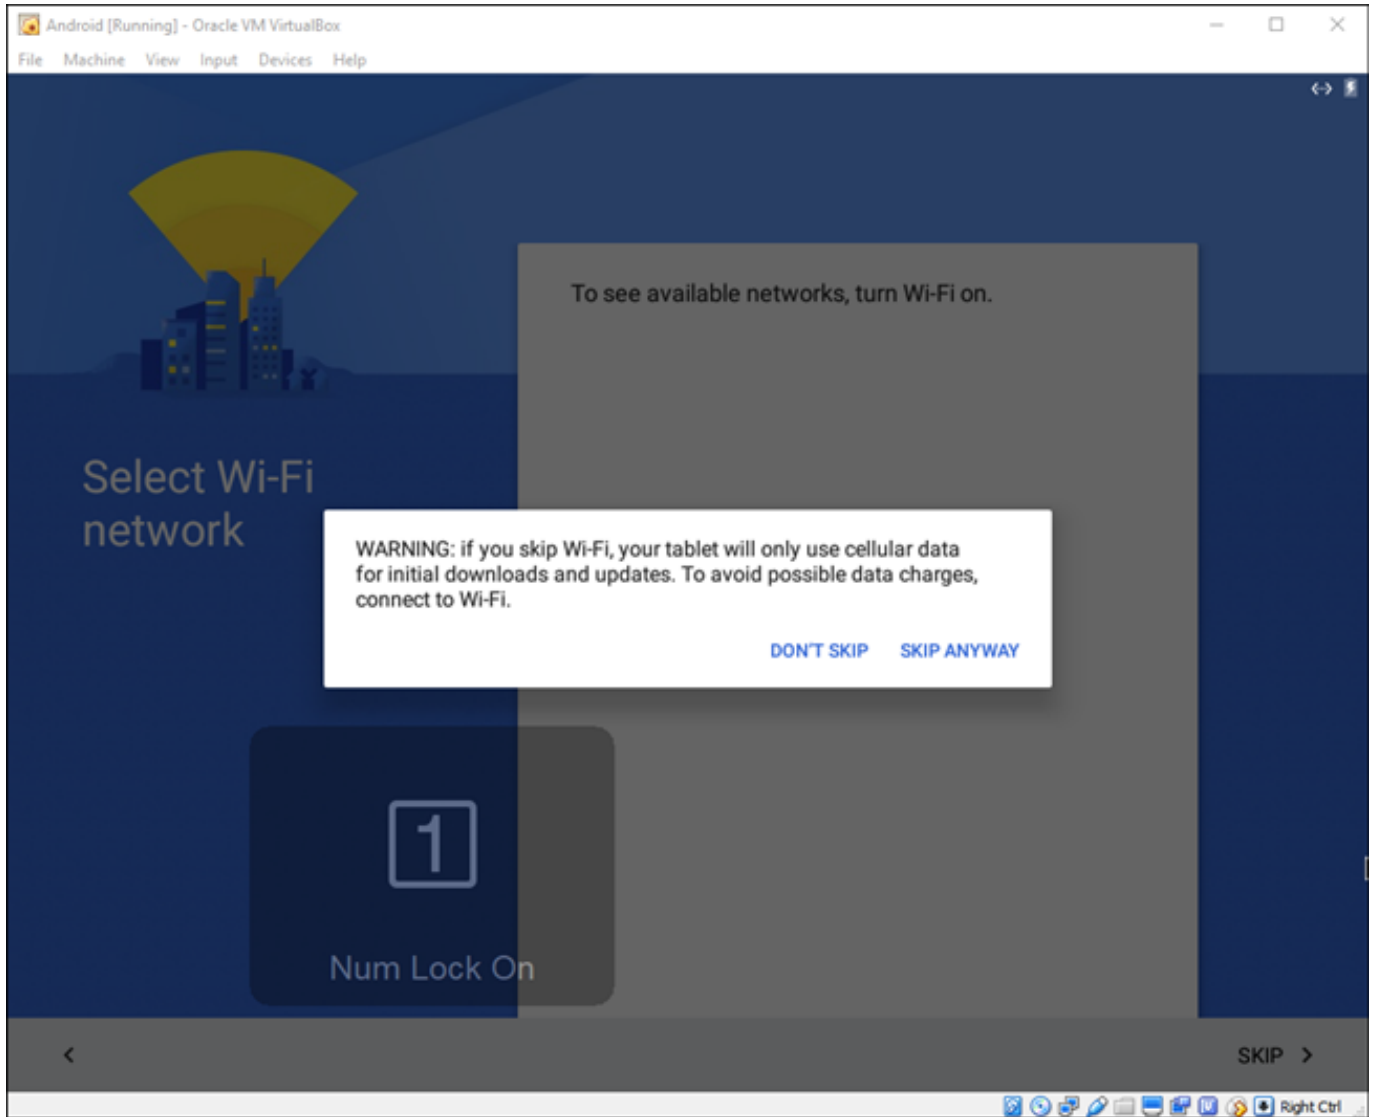 Android [Running] - Oracle VM VirtualBox
File Machine View Input Devices Help
To see available networks, turn Wi-Fi on.
Select Wi-Fi
network
WARNING: if you skip Wi-Fi, your tablet will only use cellular data
for initial downloads and updates. To avoid possible data charges,
connect to Wi-Fi.
DON'T SKIP SKIP ANYWAY
1
Num Lock On
SKIP
Right Ctrl